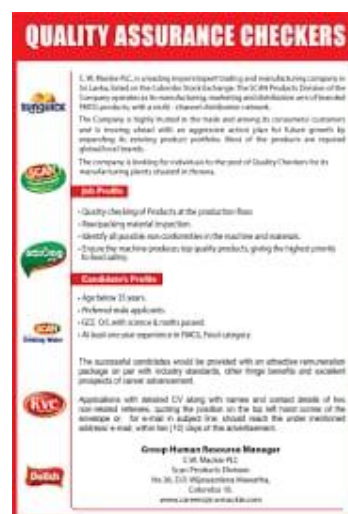 QUALITY ASSURANCE CHECKERS
C. W. Mackie PLC, is a leading import/export trading and manufacturing company in
Sri Lanka, listed on the Colombo Stock Exchange. The SCAN Products Division of the
Company operates in its manufacturing, marketing and distribution arm of branded
FMCG products, with a multi - channel distribution network.
SUNQUICK
The Company is highly trusted in the trade and among its consumers/ customers
and is moving ahead with an aggressive action plan for future growth by
expanding its existing product portfolio. Most of the products are reputed
global/local brands.
The company is looking for individuals to the post of Quality Checkers for its
manufacturing plants situated in Horana.
SCAN
Job Profile
- Quality checking of Products at the production floor.
- Raw/packing material inspection.
- Identify all possible non-conformities in the machine and materials.
- Ensure the machine produces top quality products, giving the highest priority
to food safety.
Candidate's Profile
- Age below 35 years.
- Preferred male applicants.
- GCE O/L with science & maths passed.
- At least one year experience in FMCG, Food category.
SCAN
Drinking Water
The successful candidates would be provided with an attractive remuneration
package on par with industry standards, other fringe benefits and excellent
prospects of career advancement.
KVC
Applications with detailed CV along with names and contact details of two
non related referees, quoting the position on the top left hand corner of the
envelope or for e-mail in subject line should reach the under mentioned
address/ e-mail, within ten (10) days of this advertisement.
Delish
Group Human Resource Manager
C.W. Mackie PLC
Scan Products Division
No.36, D.R. Wijewardena Mawatha,
Colombo 10.